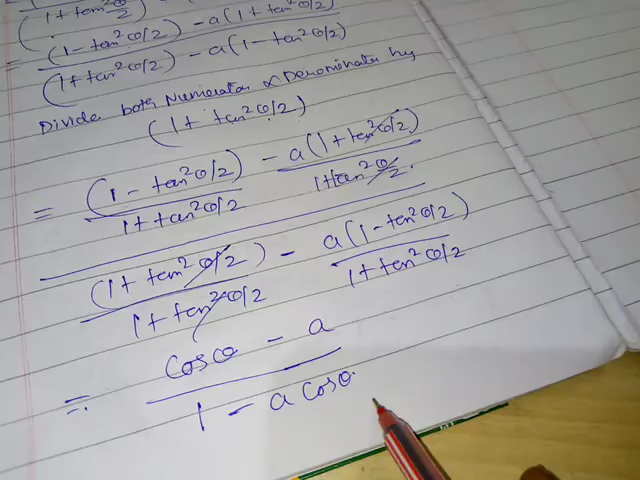 (1 + tan²θ/2)
= (1 - tan²θ/2) - a(1 + tan²θ/2)
(1 + tan²θ/2) - a(1 - tan²θ/2)
Divide both Numerator & Denominator by
(1 + tan²θ/2)
= (1 - tan²θ/2) - a(1 + tan²θ/2)
1 + tan²θ/2 1 + tan²θ/2.
(1 + tan²θ/2) - a(1 - tan²θ/2)
1 + tan²θ/2 1 + tan²θ/2
= cosθ - a
1 - a cosθ.